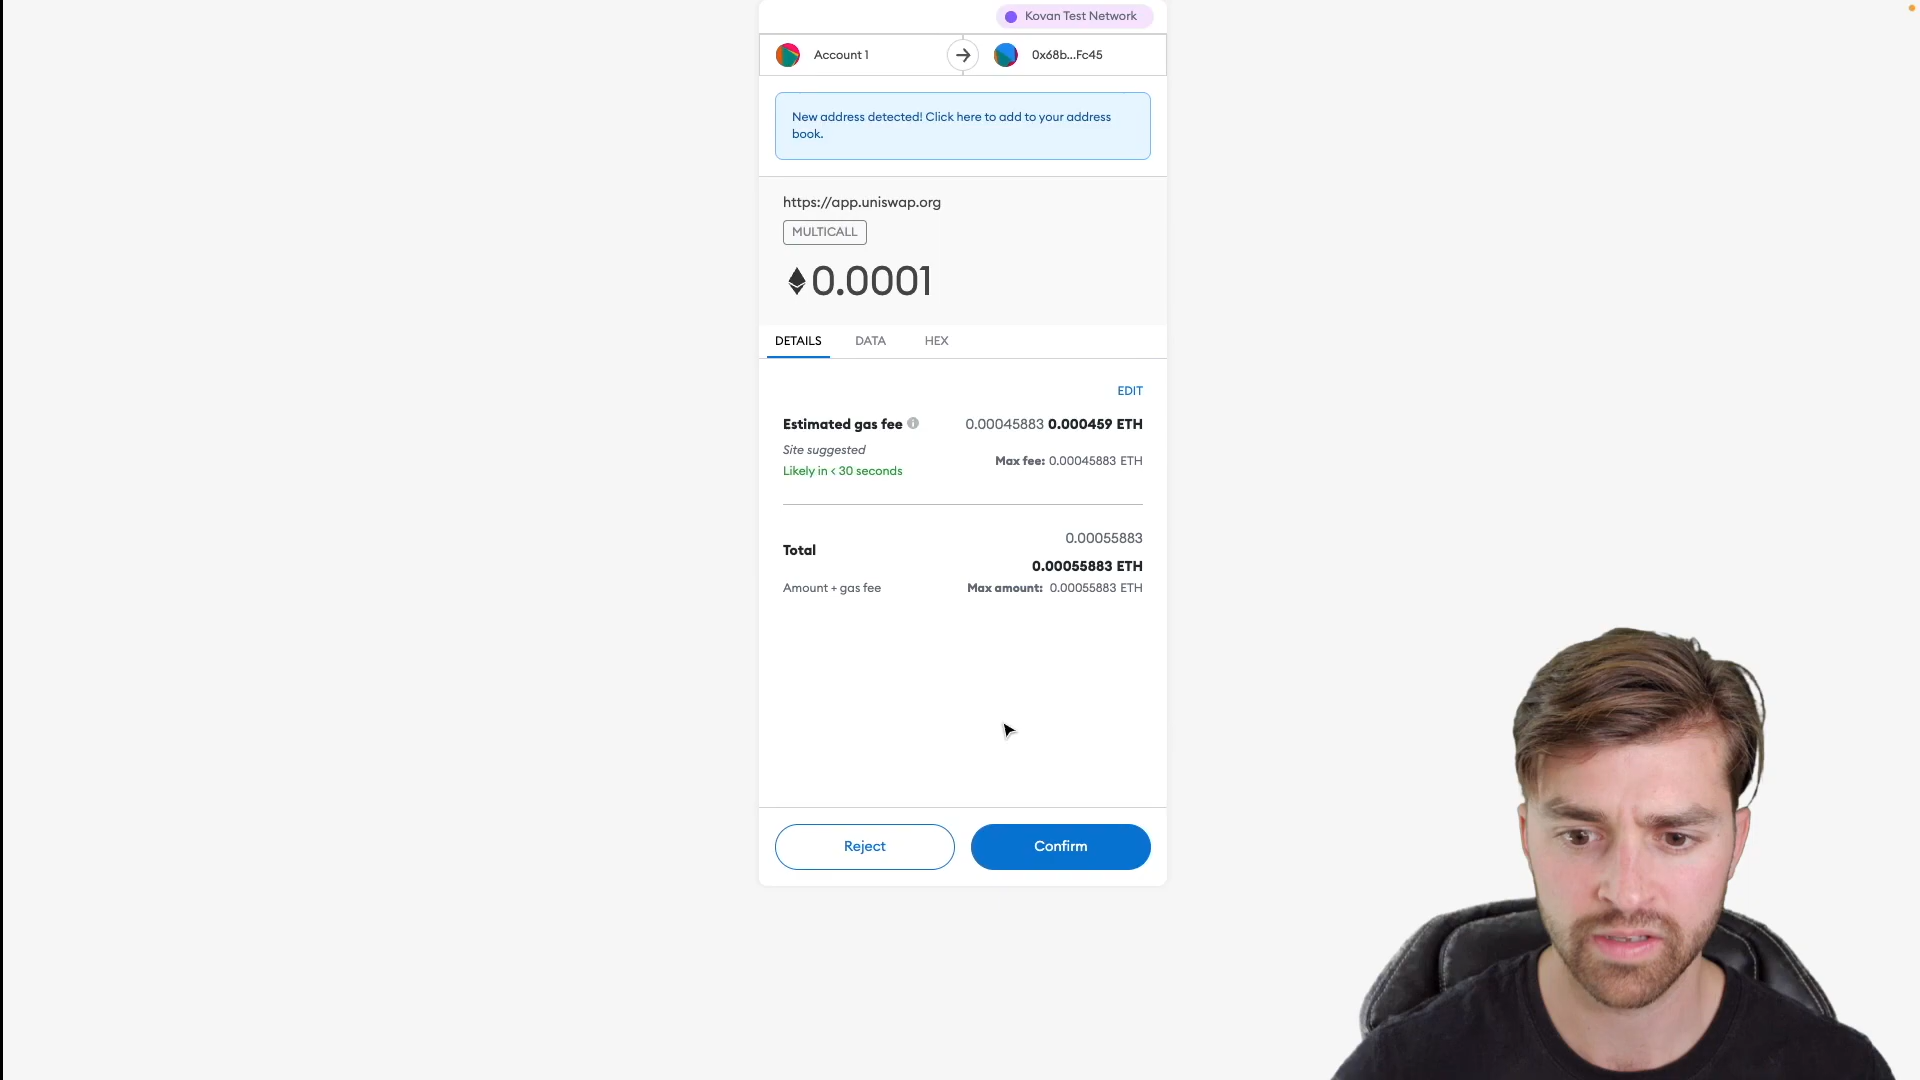 Kovan Test Network
Account 1
0x68b...Fc45
New address detected! Click here to add to your address
book.
https://app.uniswap.org
MULTICALL
0.0001
DETAILS DATA HEX
EDIT
Estimated gas fee 0.00045883 0.000459 ETH
Site suggested
Likely in < 30 seconds
Max fee: 0.00045883 ETH
0.00055883
Total
0.00055883 ETH
Amount + gas fee Max amount: 0.00055883 ETH
Reject Confirm